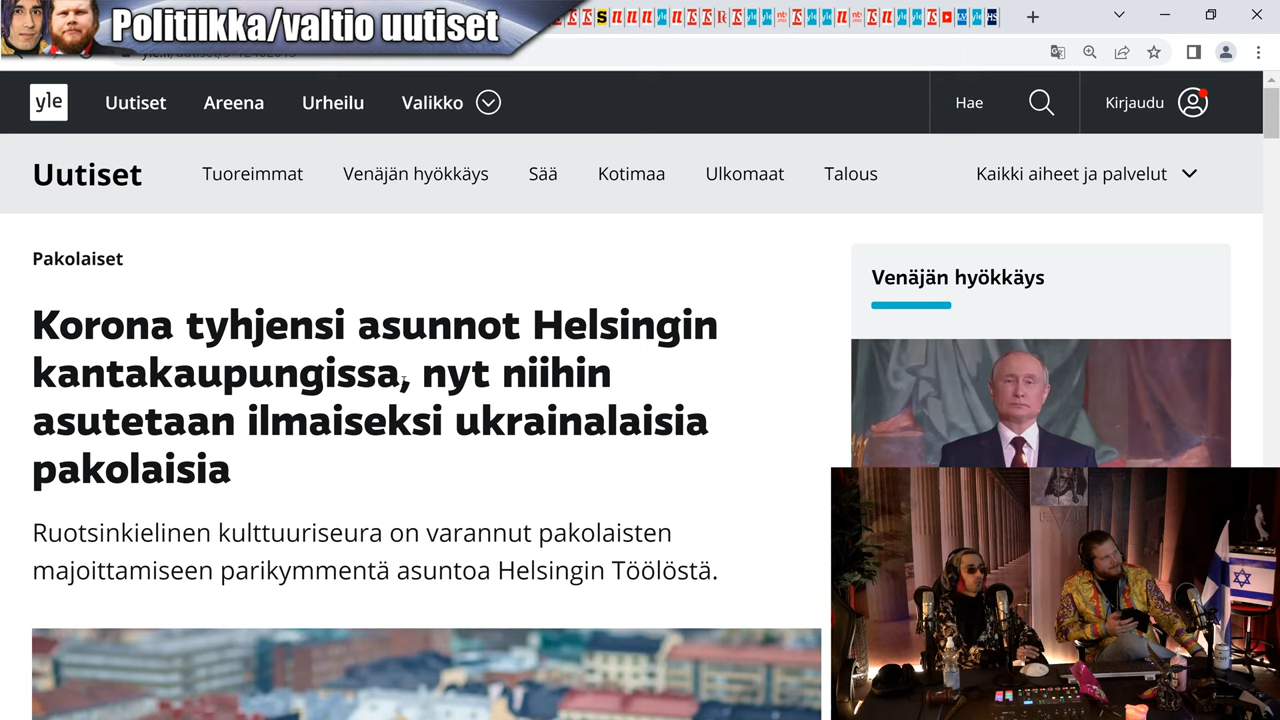 Politiikka/valtio uutiset
yle
Uutiset
Areena
Urheilu
Valikko
Hae
Kirjaudu
Uutiset
Tuoreimmat
Venäjän hyökkäys
Sää
Kotimaa
Ulkomaat
Talous
Kaikki aiheet ja palvelut
Pakolaiset
Korona tyhjensi asunnot Helsingin
kantakaupungissa, nyt niihin
asutetaan ilmaiseksi ukrainalaisia
pakolaisia
Ruotsinkielinen kulttuuriseura on varannut pakolaisten
majoittamiseen parikymmentä asuntoa Helsingin Töölöstä.
Venäjän hyökkäys